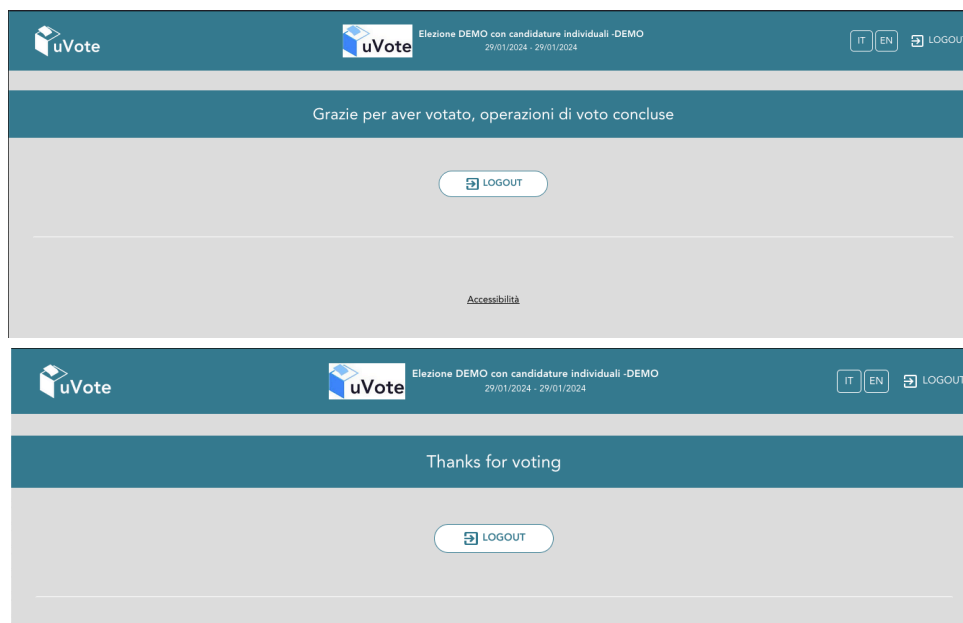 uVote
uVote
Elezione DEMO con candidature individuali -DEMO
29/01/2024 - 29/01/2024
IT EN LOGOU
Grazie per aver votato, operazioni di voto concluse
LOGOUT
Accessibilità
uVote
uVote
Elezione DEMO con candidature individuali -DEMO
29/01/2024 - 29/01/2024
IT EN LOGOUT
Thanks for voting
LOGOUT